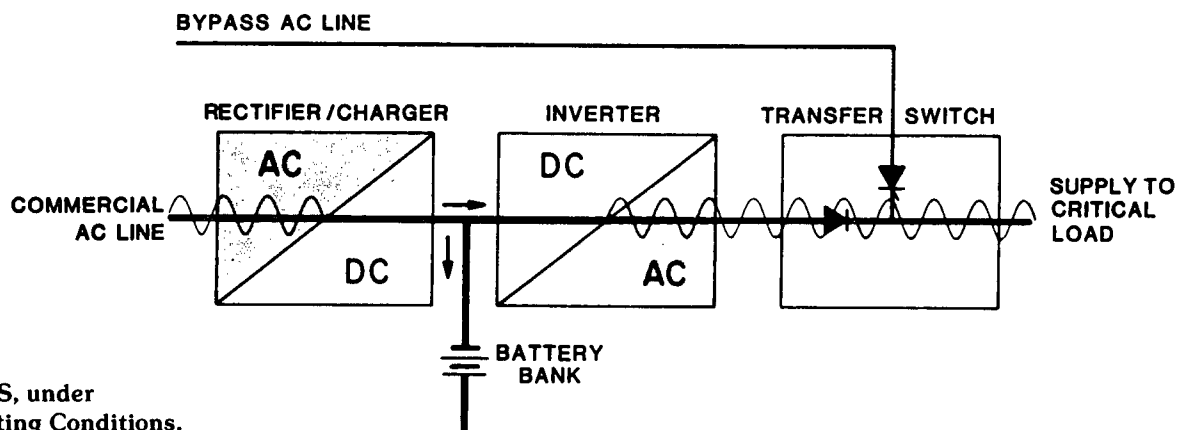 BYPASS AC LINE
RECTIFIER/CHARGER
INVERTER
TRANSFER SWITCH
AC
DC
COMMERCIAL
AC LINE
SUPPLY TO
CRITICAL
LOAD
DC
AC
BATTERY
BANK
S, under
ting Conditions.